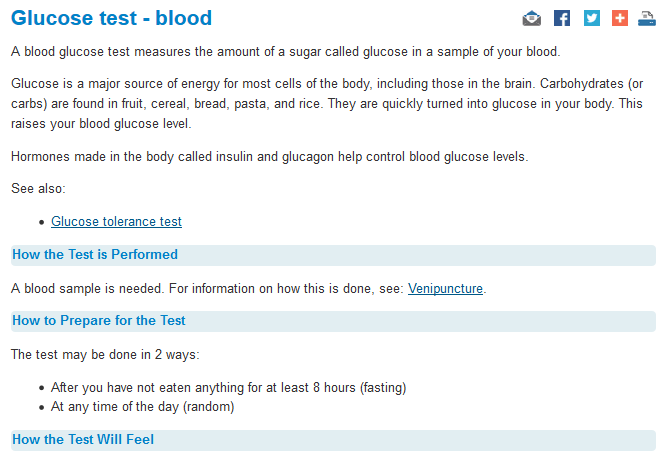 Glucose test - blood
A blood glucose test measures the amount of a sugar called glucose in a sample of your blood.
Glucose is a major source of energy for most cells of the body, including those in the brain. Carbohydrates (or
carbs) are found in fruit, cereal, bread, pasta, and rice. They are quickly turned into glucose in your body. This
raises your blood glucose level.
Hormones made in the body called insulin and glucagon help control blood glucose levels.
See also:
• Glucose tolerance test
How the Test is Performed
A blood sample is needed. For information on how this is done, see: Venipuncture.
How to Prepare for the Test
The test may be done in 2 ways:
• After you have not eaten anything for at least 8 hours (fasting)
• At any time of the day (random)
How the Test Will Feel